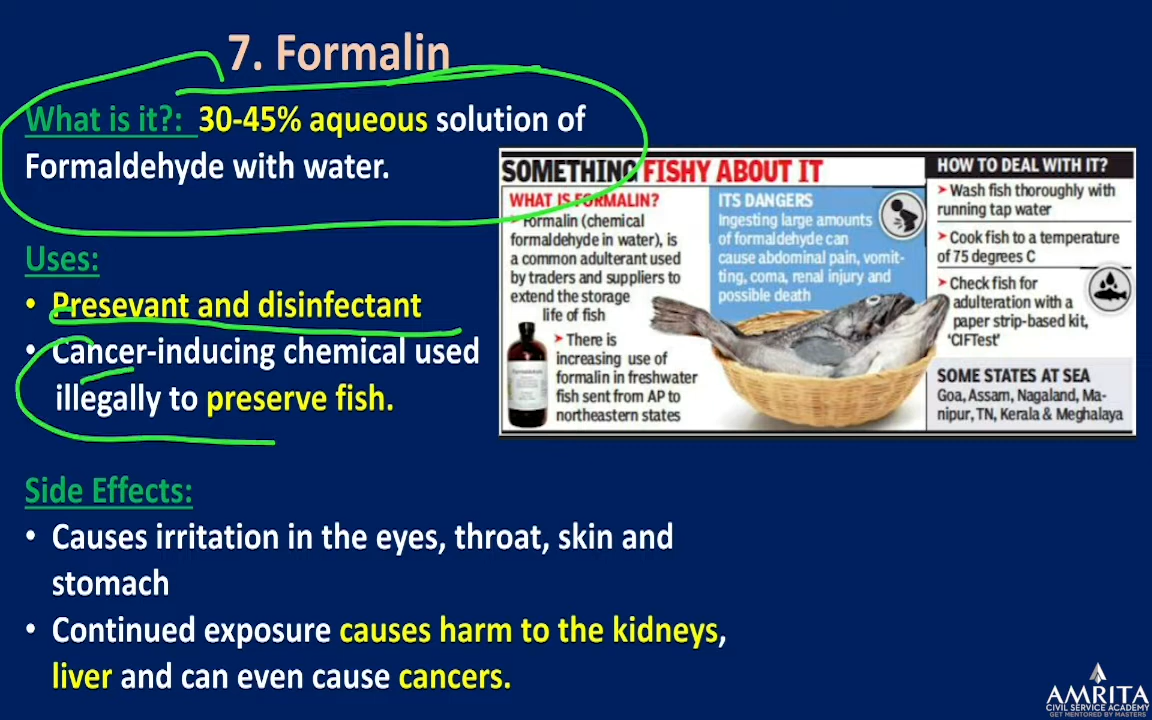 7. Formalin
What is it?: 30-45% aqueous solution of
Formaldehyde with water.
Uses:
• Presevant and disinfectant
• Cancer-inducing chemical used
illegally to preserve fish.
SOMETHING FISHY ABOUT IT
WHAT IS FORMALIN?
Formalin (chemical
formaldehyde in water), is
a common adulterant used
by traders and suppliers to
extend the storage
life of fish
➤ There is
increasing use of
formalin in freshwater
fish sent from AP to
northeastern states
ITS DANGERS
Ingesting large amounts
of formaldehyde can
cause abdominal pain, vomit-
ting, coma, renal injury and
possible death
HOW TO DEAL WITH IT?
➤ Wash fish thoroughly with
running tap water
➤ Cook fish to a temperature
of 75 degrees C
➤ Check fish for
adulteration with a
paper strip-based kit,
'CIFTest'
SOME STATES AT SEA
Goa, Assam, Nagaland, Ma-
nipur, TN, Kerala & Meghalaya
Side Effects:
• Causes irritation in the eyes, throat, skin and
stomach
• Continued exposure causes harm to the kidneys,
liver and can even cause cancers.
AMRITA
CIVIL SERVICE ACADEMY
GET MENTORED BY MASTERS